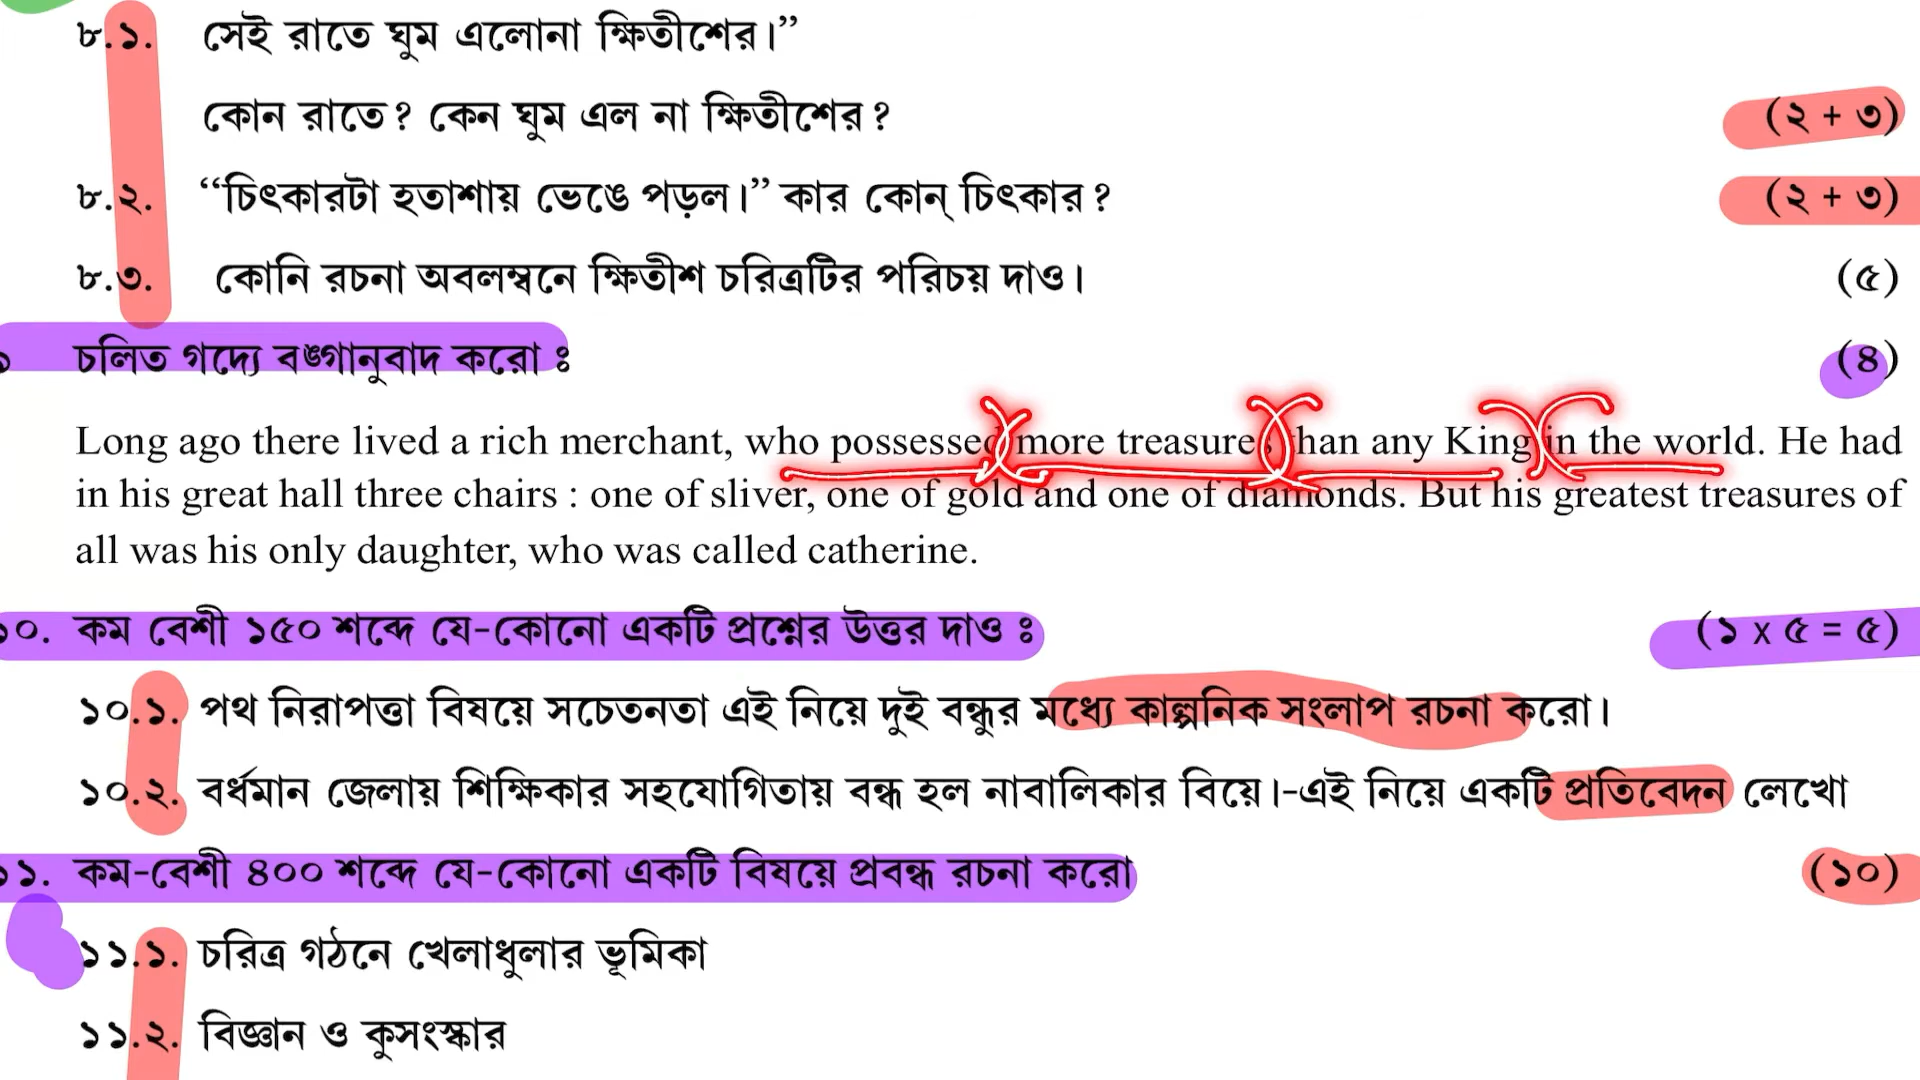 ৮.১. সেই রাতে ঘুম এলোনা ক্ষিতীশের।”
কোন রাতে? কেন ঘুম এল না ক্ষিতীশের? (২ + ৩)
৮.২. “চিৎকারটা হতাশায় ভেঙে পড়ল।” কার কোন্ চিৎকার? (২ + ৩)
৮.৩. কোনি রচনা অবলম্বনে ক্ষিতীশ চরিত্রটির পরিচয় দাও। (৫)
চলিত গদ্যে বঙ্গানুবাদ করো ঃ (৪)
Long ago there lived a rich merchant, who possessed more treasures than any King in the world. He had
in his great hall three chairs : one of sliver, one of gold and one of diamonds. But his greatest treasures of
all was his only daughter, who was called catherine.
১০. কম বেশী ১৫০ শব্দে যে-কোনো একটি প্রশ্নের উত্তর দাও ঃ (১ x ৫ = ৫)
১০.১. পথ নিরাপত্তা বিষয়ে সচেতনতা এই নিয়ে দুই বন্ধুর মধ্যে কাল্পনিক সংলাপ রচনা করো।
১০.২. বর্ধমান জেলায় শিক্ষিকার সহযোগিতায় বন্ধ হল নাবালিকার বিয়ে।-এই নিয়ে একটি প্রতিবেদন লেখো
১১. কম-বেশী ৪০০ শব্দে যে-কোনো একটি বিষয়ে প্রবন্ধ রচনা করো (১০)
১১.১. চরিত্র গঠনে খেলাধুলার ভূমিকা
১১.২. বিজ্ঞান ও কুসংস্কার